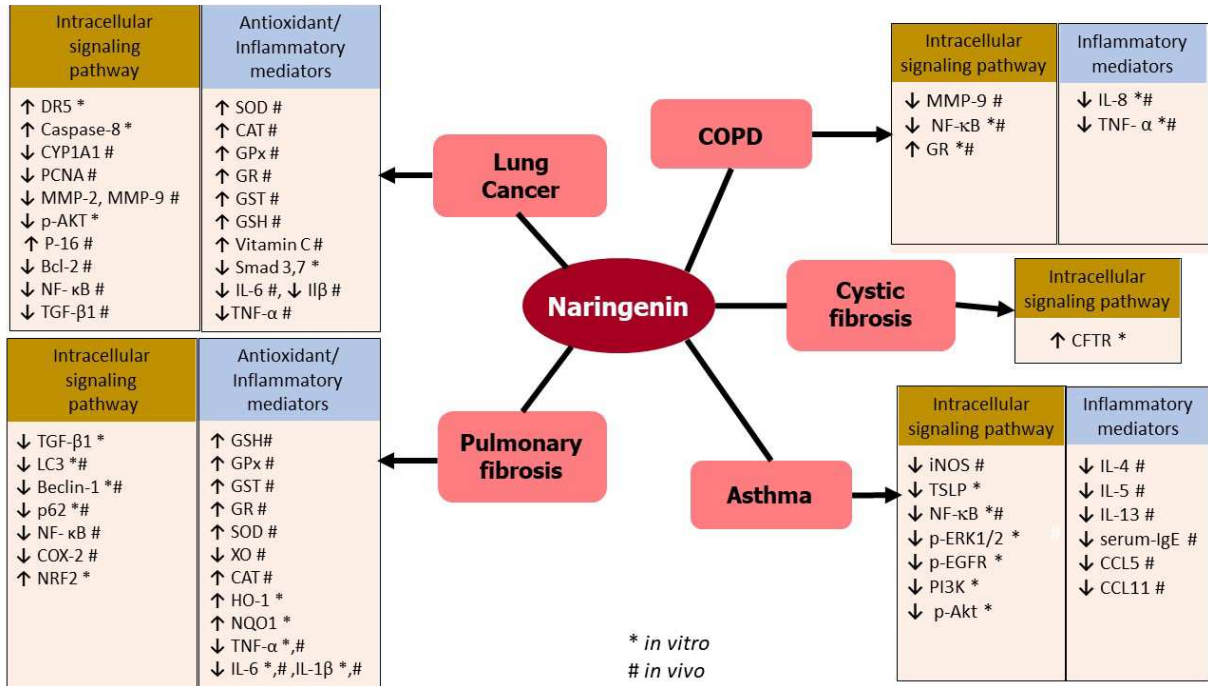 Intracellular
signaling
pathway
Antioxidant/
Inflammatory
mediators
↑ DR5 *
↑ Caspase-8 *
↓ CYP1A1 #
↓ PCNA #
↓ MMP-2, MMP-9 #
↓ p-AKT *
↑ P-16 #
↓ Bcl-2 #
↓ NF- κB #
↓ TGF-β1 #
↑ SOD #
↑ CAT #
↑ GPx #
↑ GR #
↑ GST #
↑ GSH #
↑ Vitamin C #
↓ Smad 3,7 *
↓ IL-6 #, ↓ Ilβ #
↓TNF-α #
Lung
Cancer
COPD
Intracellular
signaling pathway
Inflammatory
mediators
↓ MMP-9 #
↓ NF-κB *#
↑ GR *#
↓ IL-8 *#
↓ TNF- α *#
Naringenin
Cystic
fibrosis
Intracellular
signaling pathway
↑ CFTR *
Intracellular
signaling
pathway
Antioxidant/
Inflammatory
mediators
↓ TGF-β1 *
↓ LC3 *#
↓ Beclin-1 *#
↓ p62 *#
↓ NF- κB #
↓ COX-2 #
↑ NRF2 *
↑ GSH#
↑ GPx #
↑ GST #
↑ GR #
↑ SOD #
↓ XO #
↑ CAT #
↑ HO-1 *
↑ NQO1 *
↓ TNF-α *,#
↓ IL-6 *,# ,IL-1β *,#
Pulmonary
fibrosis
Asthma
Intracellular
signaling pathway
Inflammatory
mediators
↓ iNOS #
↓ TSLP *
↓ NF-κB *#
↓ p-ERK1/2 *
#
↓ p-EGFR *
↓ PI3K *
↓ p-Akt *
↓ IL-4 #
↓ IL-5 #
↓ IL-13 #
↓ serum-IgE #
↓ CCL5 #
↓ CCL11 #
* in vitro
# in vivo